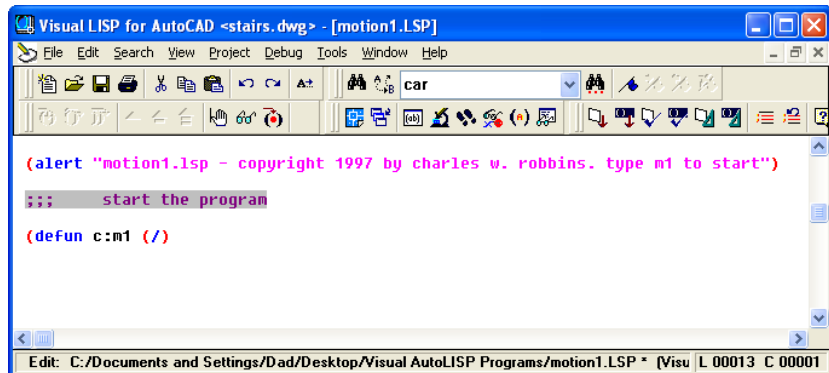 Visual LISP for AutoCAD <stairs.dwg> - [motion1.LSP]
File Edit Search View Project Debug Tools Window Help
car
(alert "motion1.lsp - copyright 1997 by charles w. robbins. type m1 to start")
;;; start the program
(defun c:m1 (/)
Edit: C:/Documents and Settings/Dad/Desktop/Visual AutoLISP Programs/motion1.LSP * (Visu L 00013 C 00001